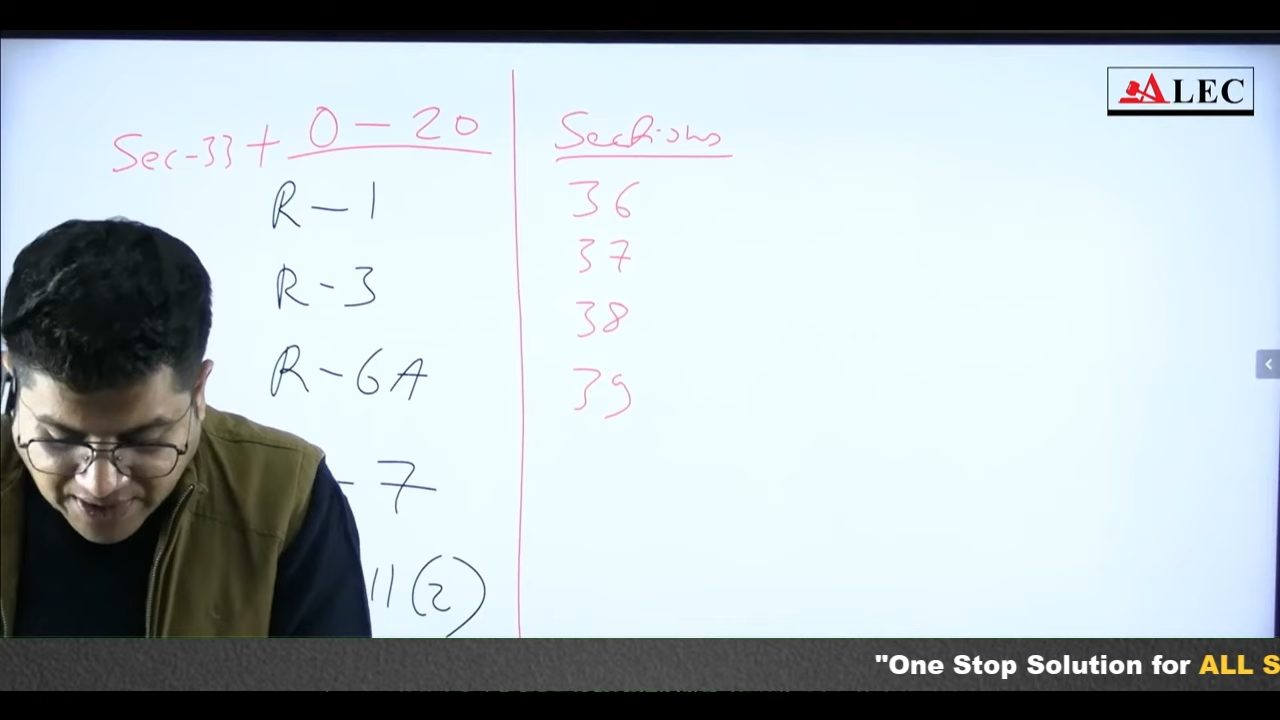 ALEC
Sec-33 + O - 20
R - 1
R - 3
R - 6A
- 7
11(2)
Sections
36
37
38
39
"One Stop Solution for ALL S